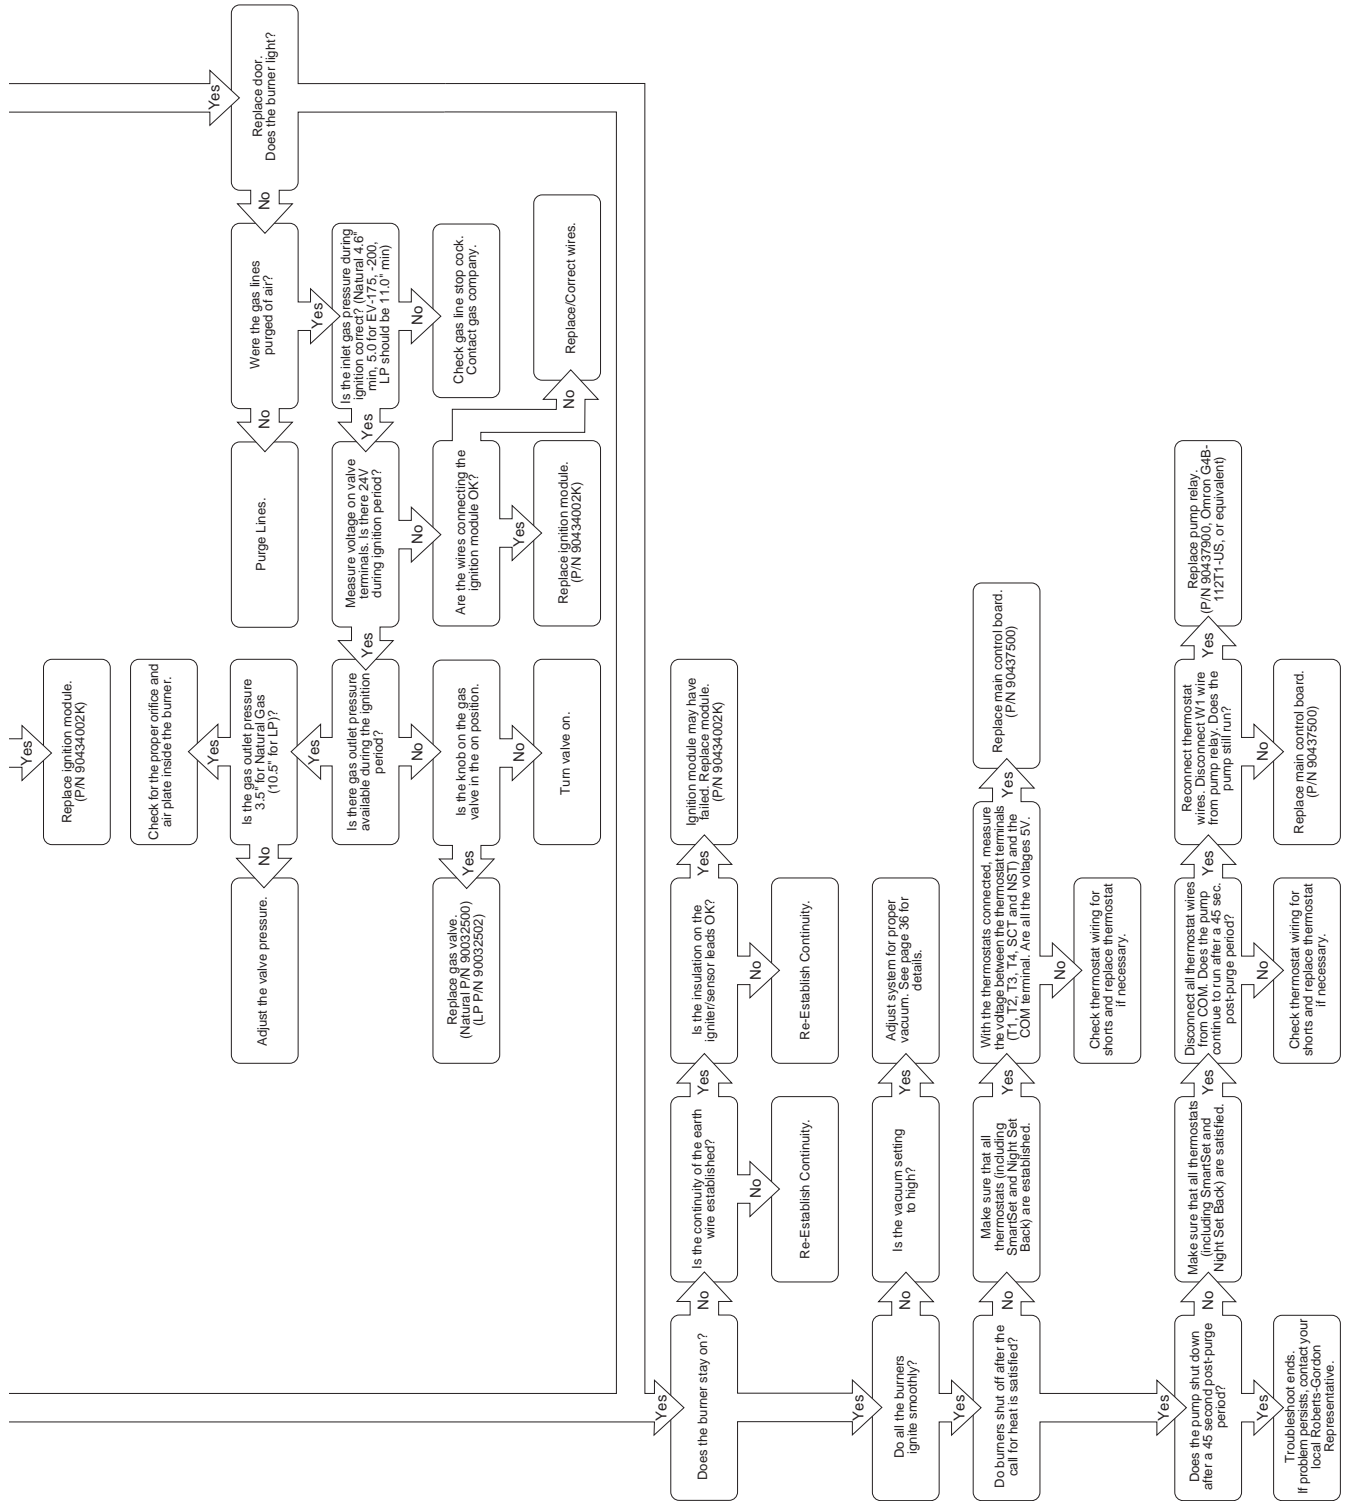 Yes
Replace door.
Does the burner light?
No
Were the gas lines
purged of air?
No
Purge Lines.
Yes
Is the inlet gas pressure during
ignition correct? (Natural 4.6"
min, 5.0 for EV-175, -200,
LP should be 11.0" min)
No
Check gas line stop cock.
Contact gas company.
Yes
Measure voltage on valve
terminals. Is there 24V
during ignition period?
No
Are the wires connecting the
ignition module OK?
No
Replace/Correct wires.
Yes
Replace ignition module.
(P/N 90434002K)
Yes
Is there gas outlet pressure
available during the ignition
period?
Yes
Is the gas outlet pressure
3.5" for Natural Gas
(10.5" for LP)?
Yes
Check for the proper orifice and
air plate inside the burner.
No
Adjust the valve pressure.
No
Is the knob on the gas
valve in the on position.
No
Turn valve on.
Yes
Replace gas valve.
(Natural P/N 90032500)
(LP P/N 90032502)
Yes
Replace ignition module.
(P/N 90434002K)
Yes
Does the burner stay on?
No
Is the continuity of the earth
wire established?
No
Re-Establish Continuity.
Yes
Is the insulation on the
igniter/sensor leads OK?
No
Re-Establish Continuity.
Yes
Ignition module may have
failed. Replace module.
(P/N 90434002K)
Yes
Do all the burners
ignite smoothly?
No
Is the vacuum setting
to high?
Yes
Adjust system for proper
vacuum. See page 36 for
details.
Yes
Do burners shut off after the
call for heat is satisfied?
No
Make sure that all
thermostats (including
SmartSet and Night Set
Back) are established.
Yes
With the thermostats connected, measure
the voltage between the thermostat terminals
(T1, T2, T3, T4, SCT and NST) and the
COM terminal. Are all the voltages 5V.
Yes
Replace main control board.
(P/N 90437500)
No
Check thermostat wiring for
shorts and replace thermostat
if necessary.
Yes
Does the pump shut down
after a 45 second post-purge
period?
No
Make sure that all thermostats
(including SmartSet and
Night Set Back) are satisfied.
Yes
Disconnect all thermostat wires
from COM. Does the pump
continue to run after a 45 sec.
post-purge period?
No
Check thermostat wiring for
shorts and replace thermostat
if necessary.
Yes
Reconnect thermostat
wires. Disconnect W1 wire
from pump relay. Does the
pump still run?
Yes
Replace pump relay.
(P/N 90437900, Omron G4B-
112T1-US, or equivalent)
No
Replace main control board.
(P/N 90437500)
Yes
Troubleshoot ends.
If problem persists, contact your
local Roberts-Gordon
Representative.